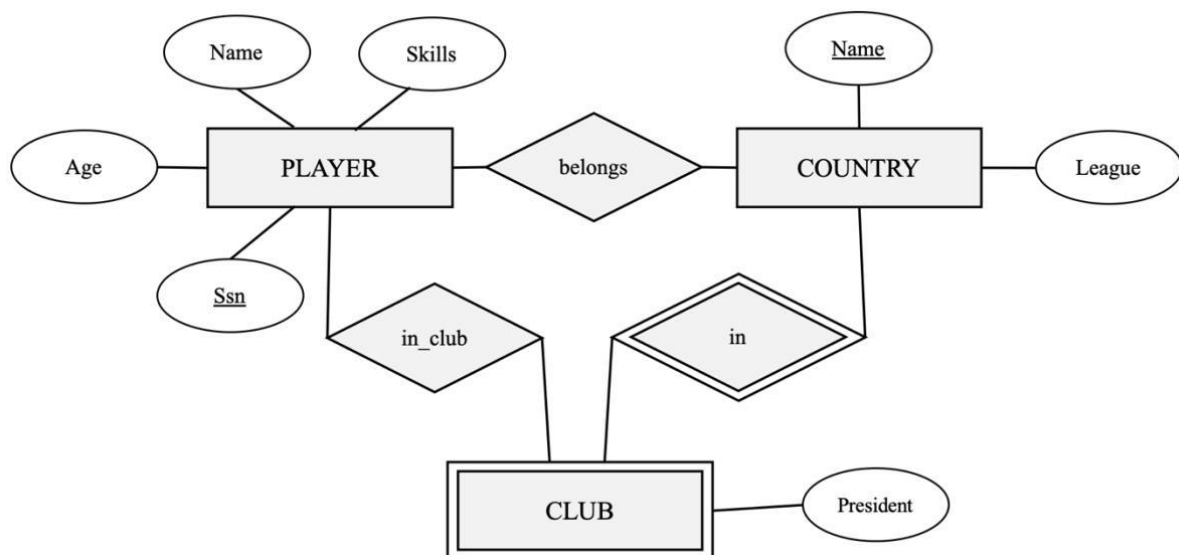 Name
Skills
Name
Age
PLAYER
belongs
COUNTRY
League
Ssn
in_club
in
CLUB
President